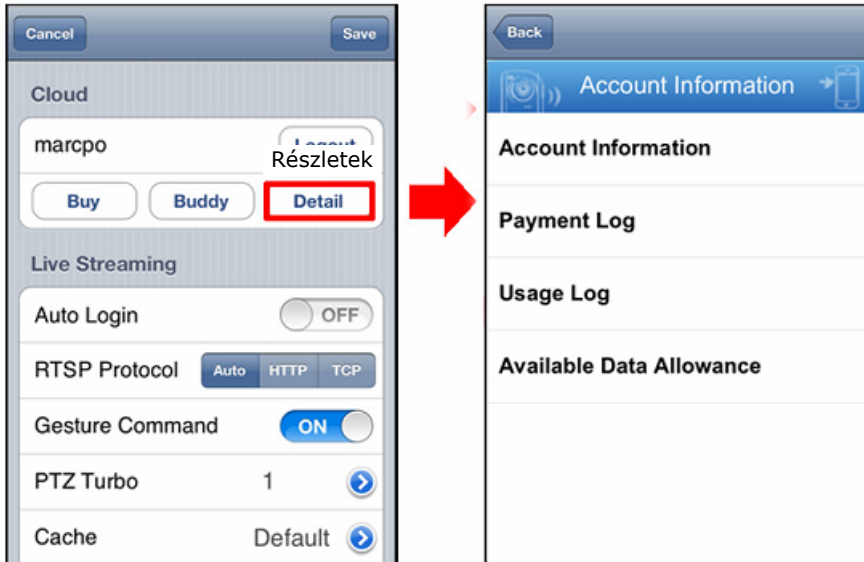 Cancel
Save
Cloud
marcpo
Részletek
Buy
Buddy
Detail
Live Streaming
Auto Login
OFF
RTSP Protocol
Auto
HTTP
TCP
Gesture Command
ON
PTZ Turbo
1
Cache
Default
Back
Account Information
Account Information
Payment Log
Usage Log
Available Data Allowance